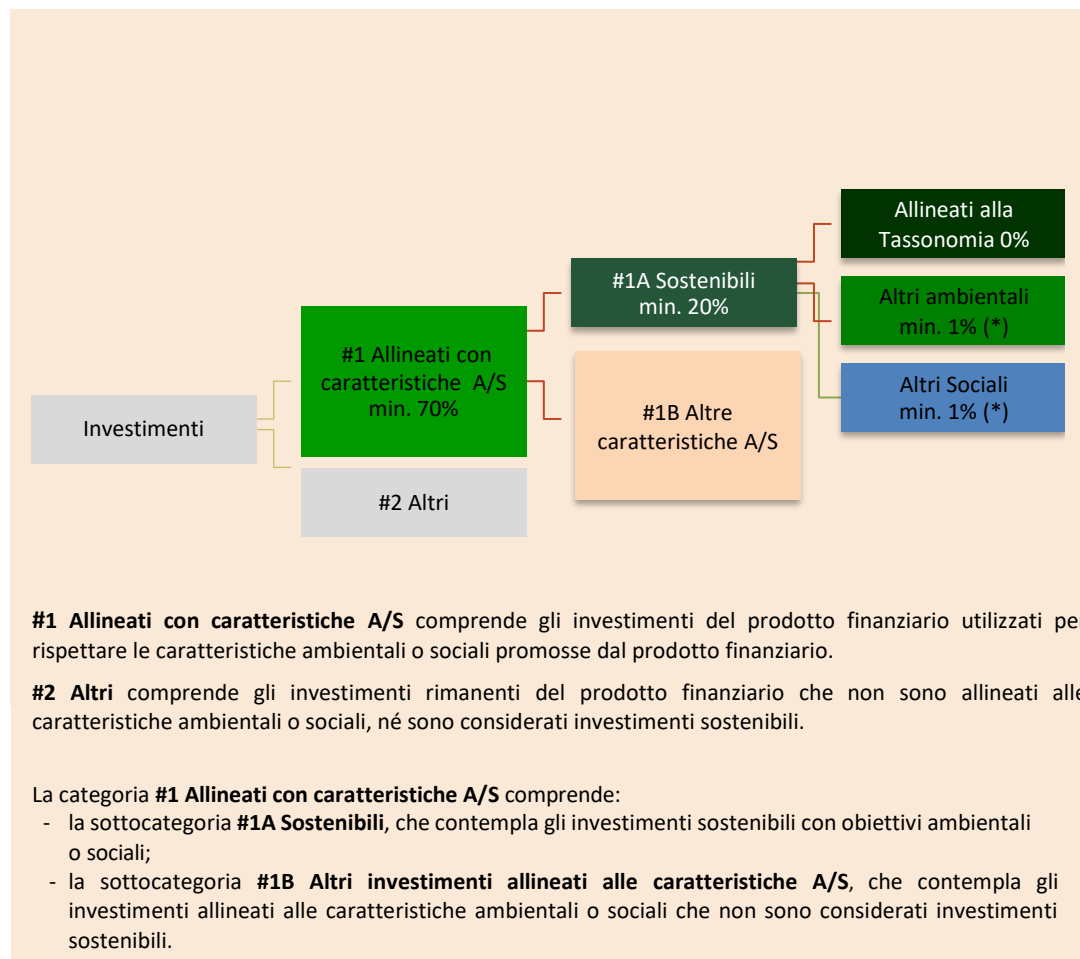 Allineati alla
Tassonomia 0%
#1A Sostenibili
min. 20%
Altri ambientali
min. 1% (*)
#1 Allineati con
caratteristiche A/S
min. 70%
Altri Sociali
min. 1% (*)
Investimenti
#1B Altre
caratteristiche A/S
#2 Altri
#1 Allineati con caratteristiche A/S comprende gli investimenti del prodotto finanziario utilizzati per
rispettare le caratteristiche ambientali o sociali promosse dal prodotto finanziario.
#2 Altri comprende gli investimenti rimanenti del prodotto finanziario che non sono allineati alle
caratteristiche ambientali o sociali, né sono considerati investimenti sostenibili.
La categoria #1 Allineati con caratteristiche A/S comprende:
- la sottocategoria #1A Sostenibili, che contempla gli investimenti sostenibili con obiettivi ambientali
o sociali;
- la sottocategoria #1B Altri investimenti allineati alle caratteristiche A/S, che contempla gli
investimenti allineati alle caratteristiche ambientali o sociali che non sono considerati investimenti
sostenibili.